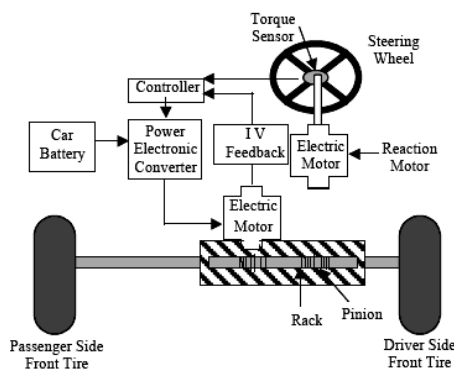 Torque
Sensor
Steering
Wheel
Controller
Car
Battery
Power
Electronic
Converter
I V
Feedback
Electric
Motor
Reaction
Motor
Electric
Motor
Rack
Pinion
Passenger Side
Front Tire
Driver Side
Front Tire